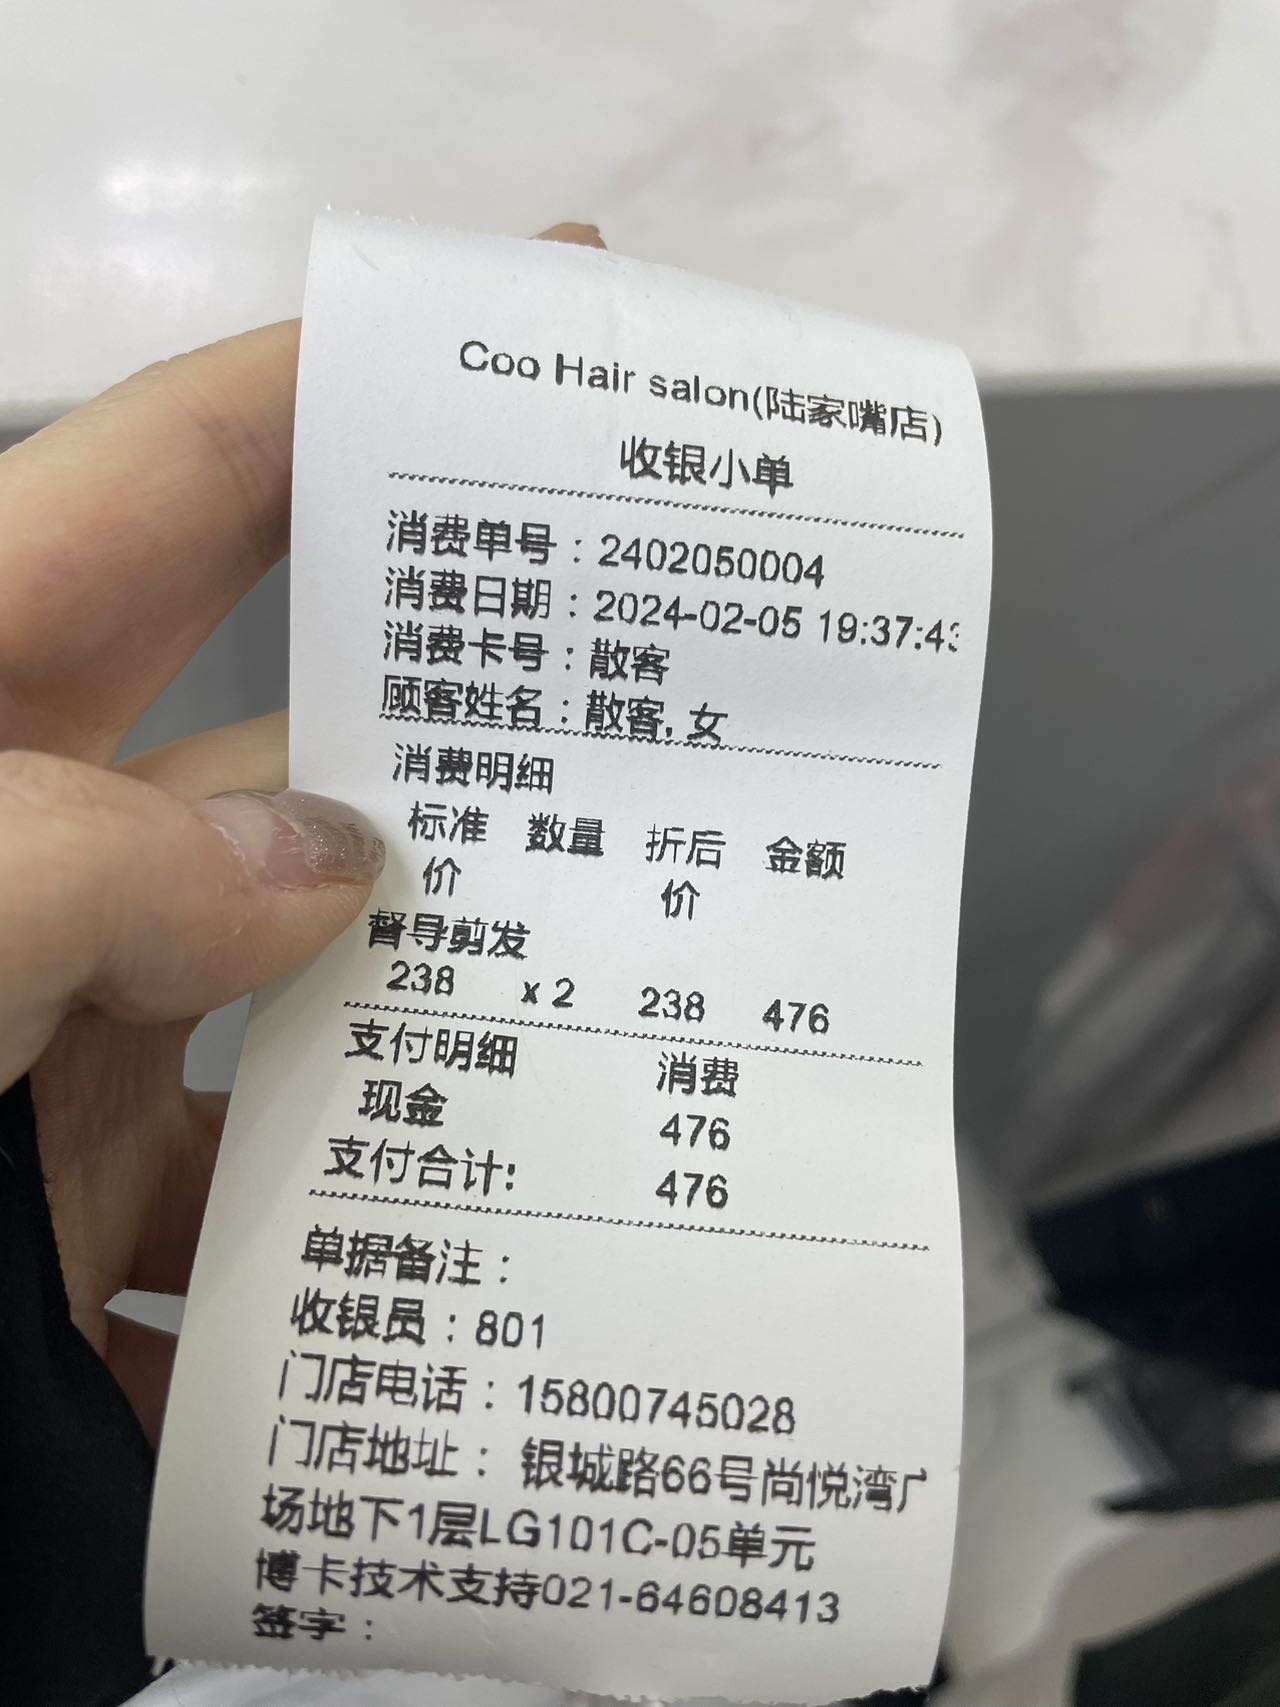 Coo Hair salon(陆家嘴店)
收银小单
消费单号：2402050004
消费日期：2024-02-05 19:37:43
消费卡号：散客
顾客姓名：散客, 女
消费明细
标准价 数量 折后价 金额
督导剪发
238 x 2 238 476
支付明细 消费
现金 476
支付合计: 476
单据备注：
收银员：801
门店电话：15800745028
门店地址： 银城路66号尚悦湾广
场地下1层LG101C-05单元
博卡技术支持021-64608413
签字：